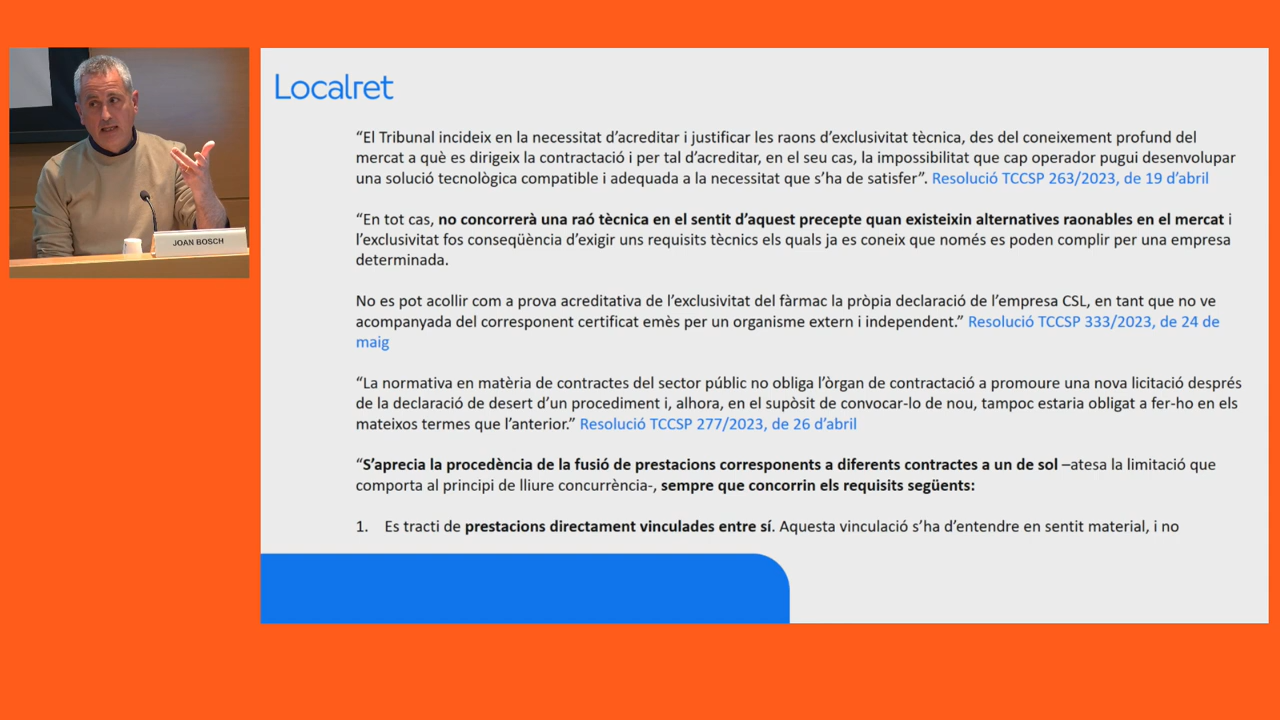 Localret
“El Tribunal incideix en la necessitat d’acreditar i justificar les raons d’exclusivitat tècnica, des del coneixement profund del
mercat a què es dirigeix la contractació i per tal d’acreditar, en el seu cas, la impossibilitat que cap operador pugui desenvolupar
una solució tecnològica compatible i adequada a la necessitat que s’ha de satisfer”. Resolució TCCSP 263/2023, de 19 d’abril
“En tot cas, no concorrerà una raó tècnica en el sentit d’aquest precepte quan existeixin alternatives raonables en el mercat i
l’exclusivitat fos conseqüència d’exigir uns requisits tècnics els quals ja es coneix que només es poden complir per una empresa
determinada.
No es pot acollir com a prova acreditativa de l’exclusivitat del fàrmac la pròpia declaració de l’empresa CSL, en tant que no ve
acompanyada del corresponent certificat emès per un organisme extern i independent.” Resolució TCCSP 333/2023, de 24 de
maig
“La normativa en matèria de contractes del sector públic no obliga l’òrgan de contractació a promoure una nova licitació després
de la declaració de desert d’un procediment i, alhora, en el supòsit de convocar-lo de nou, tampoc estaria obligat a fer-ho en els
mateixos termes que l’anterior.” Resolució TCCSP 277/2023, de 26 d’abril
“S’aprecia la procedència de la fusió de prestacions corresponents a diferents contractes a un de sol –atesa la limitació que
comporta al principi de lliure concurrència-, sempre que concorrin els requisits següents:
1. Es tracti de prestacions directament vinculades entre sí. Aquesta vinculació s’ha d’entendre en sentit material, i no
JOAN BOSCH